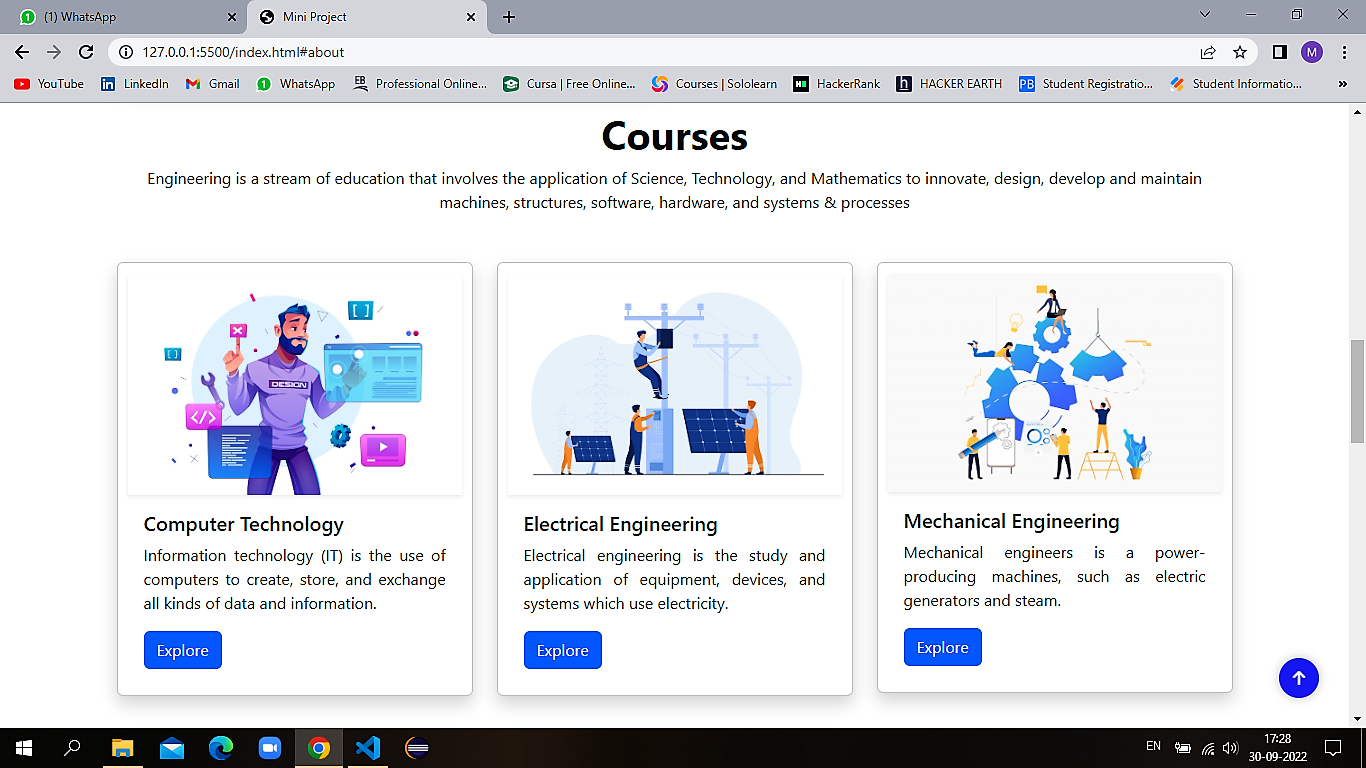 (1) WhatsApp
Mini Project
127.0.0.1:5500/index.html#about
M
YouTube
LinkedIn
Gmail
WhatsApp
Professional Online...
Cursa | Free Online...
Courses | Sololearn
HackerRank
HACKER EARTH
Student Registratio...
Student Informatio...
Courses
Engineering is a stream of education that involves the application of Science, Technology, and Mathematics to innovate, design, develop and maintain
machines, structures, software, hardware, and systems & processes
DESIGN
Computer Technology
Information technology (IT) is the use of
computers to create, store, and exchange
all kinds of data and information.
Explore
Electrical Engineering
Electrical engineering is the study and
application of equipment, devices, and
systems which use electricity.
Explore
Mechanical Engineering
Mechanical engineers is a power-
producing machines, such as electric
generators and steam.
Explore
EN
17:28
30-09-2022